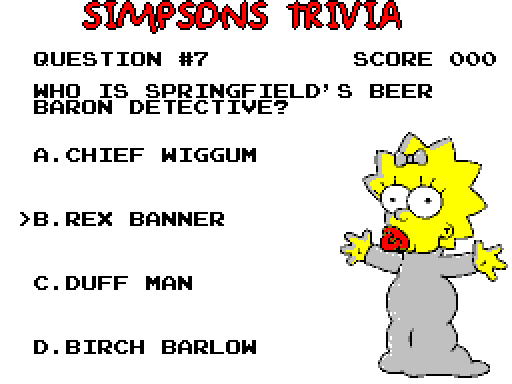 SIMPSONS TRIVIA
QUESTION #7 SCORE 000
WHO IS SPRINGFIELD'S BEER
BARON DETECTIVE?
A.CHIEF WIGGUM
>B.REX BANNER
C.DUFF MAN
D.BIRCH BARLOW